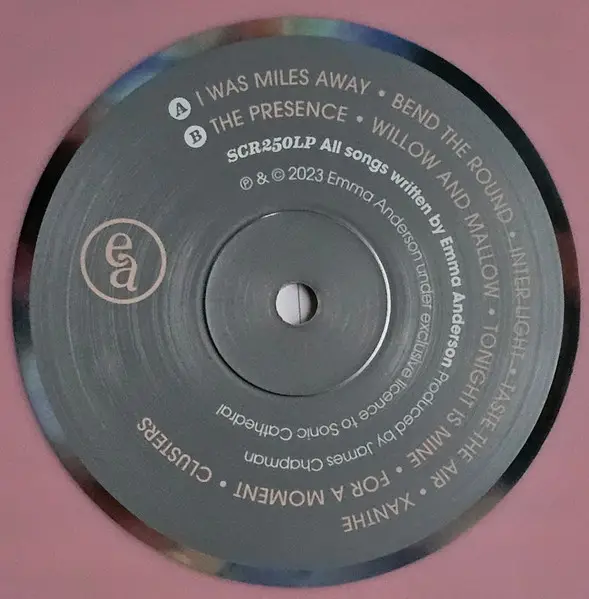 A I WAS MILES AWAY • BEND THE ROUND • INTER LIGHT • TASTE THE AIR • XANTHE
B THE PRESENCE • WILLOW AND MALLOW • TONIGHT IS MINE • FOR A MOMENT • CLUSTERS
SCR250LP All songs written by Emma Anderson Produced by James Chapman
℗ & © 2023 Emma Anderson under exclusive licence to Sonic Cathedral
ea